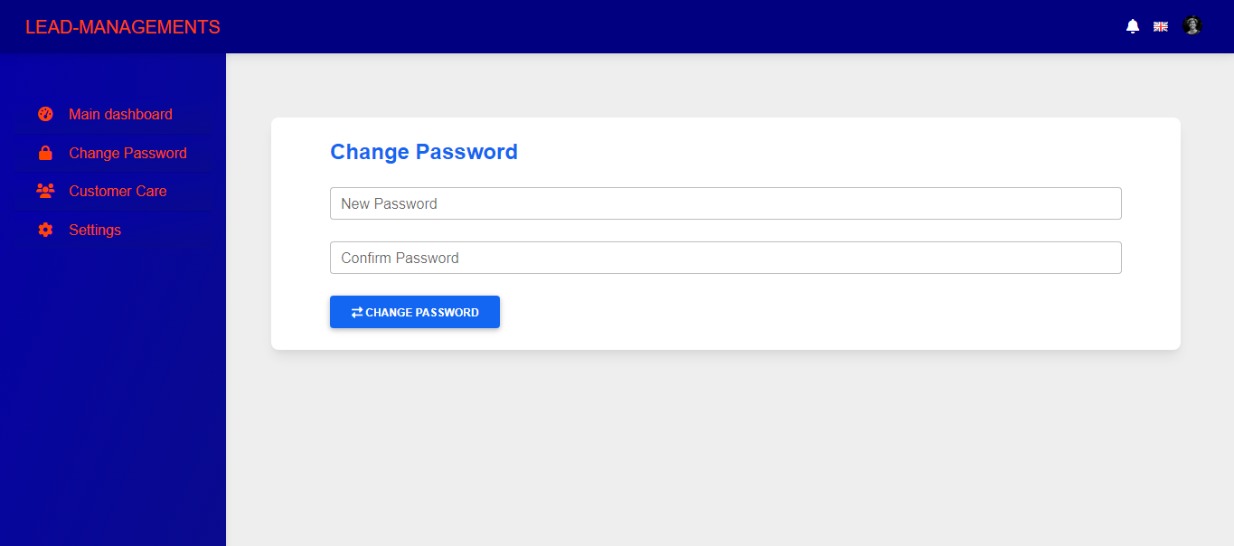 LEAD-MANAGEMENTS
Main dashboard
Change Password
Customer Care
Settings
Change Password
New Password
Confirm Password
CHANGE PASSWORD